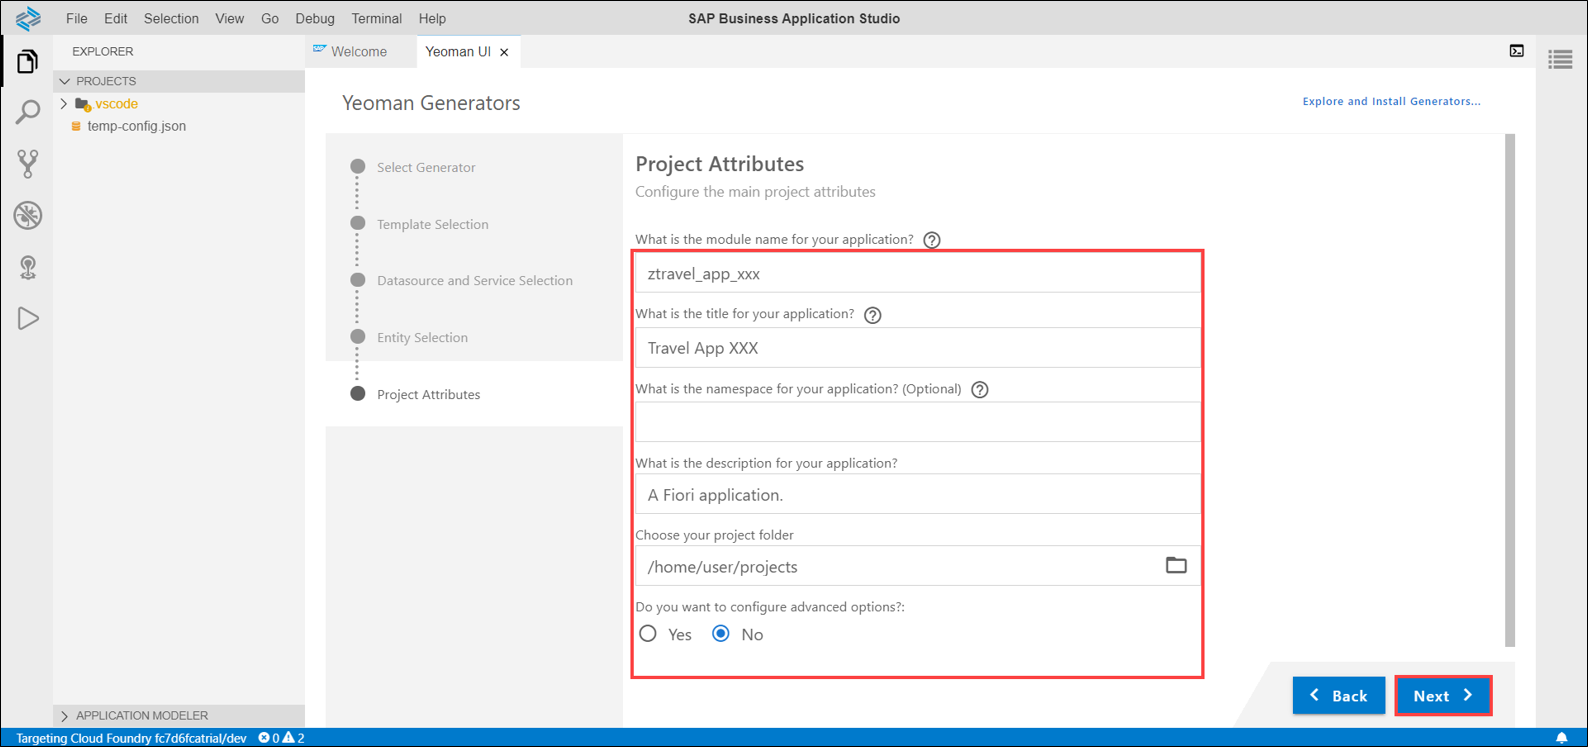 File Edit Selection View Go Debug Terminal Help
SAP Business Application Studio
EXPLORER
PROJECTS
vscode
temp-config.json
APPLICATION MODELER
Welcome
Yeoman UI
Yeoman Generators
Explore and Install Generators...
Select Generator
Template Selection
Datasource and Service Selection
Entity Selection
Project Attributes
Project Attributes
Configure the main project attributes
What is the module name for your application?
ztravel_app_xxx
What is the title for your application?
Travel App XXX
What is the namespace for your application? (Optional)
What is the description for your application?
A Fiori application.
Choose your project folder
/home/user/projects
Do you want to configure advanced options?:
Yes No
Back Next
Targeting Cloud Foundry fc7d6fcatrial/dev 0 2